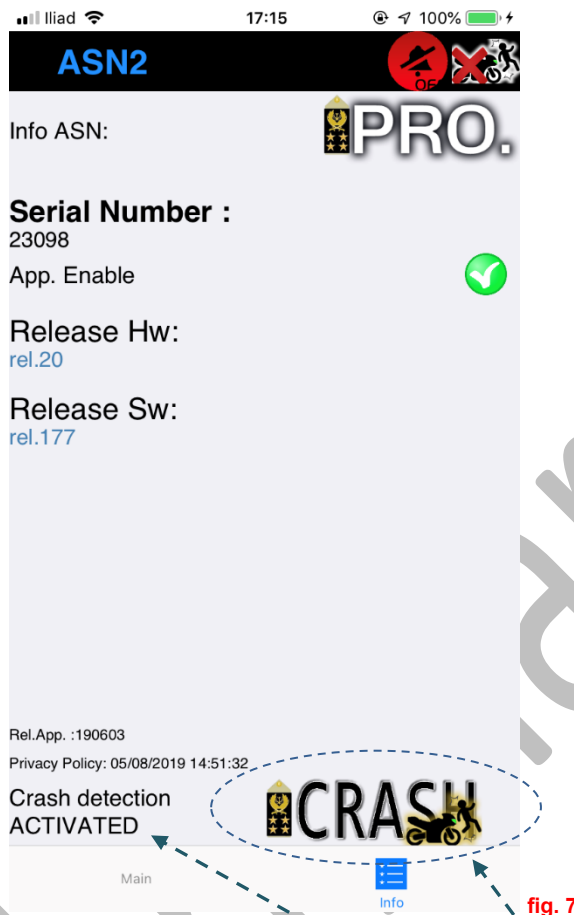 Iliad 17:15 100%
ASN2
Info ASN: PRO.
Serial Number :
23098
App. Enable
Release Hw:
rel.20
Release Sw:
rel.177
Rel.App. :190603
Privacy Policy: 05/08/2019 14:51:32
Crash detection
ACTIVATED
CRASH
Main
Info
fig. 7